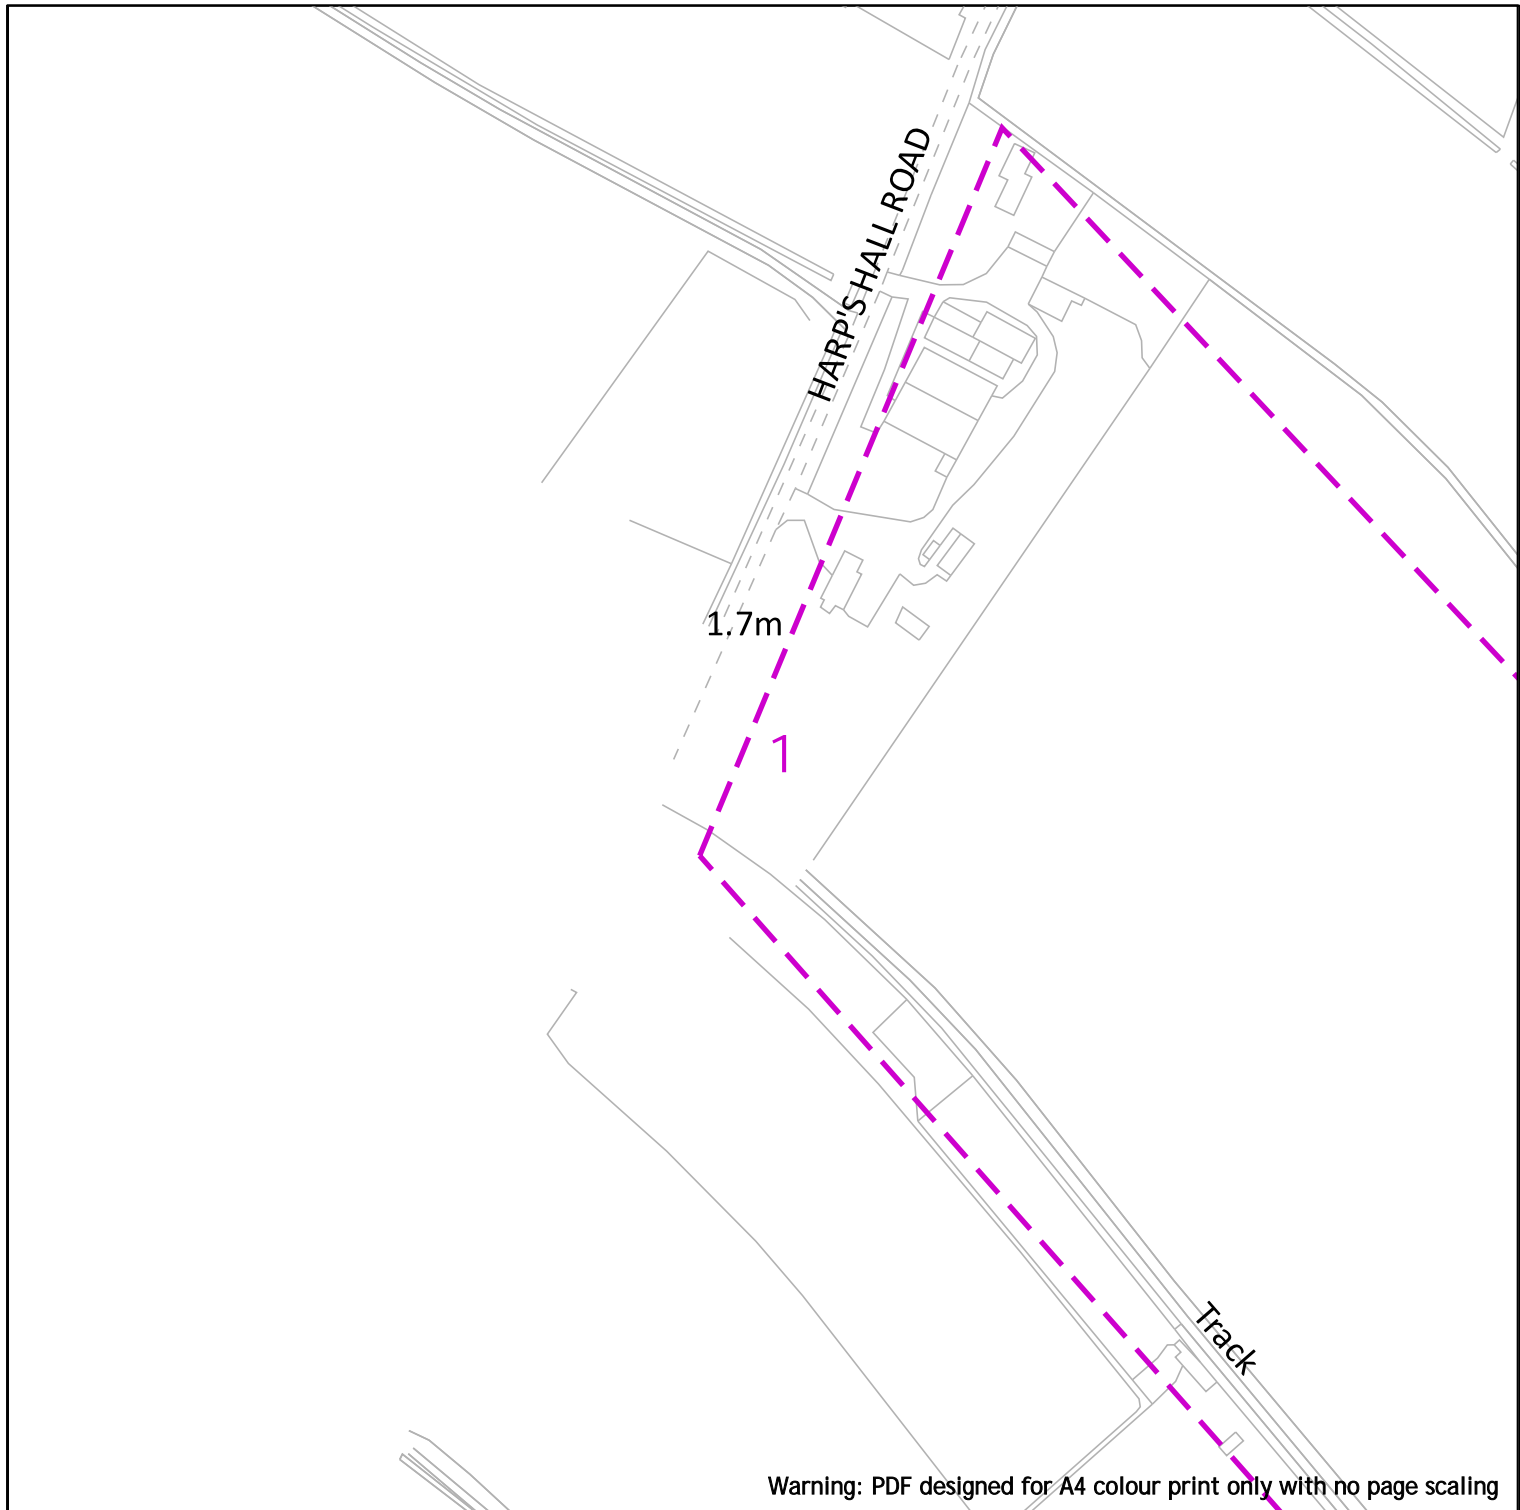 HARP'S HALL ROAD
1.7m
1
Track
Warning: PDF designed for A4 colour print only with no page scaling